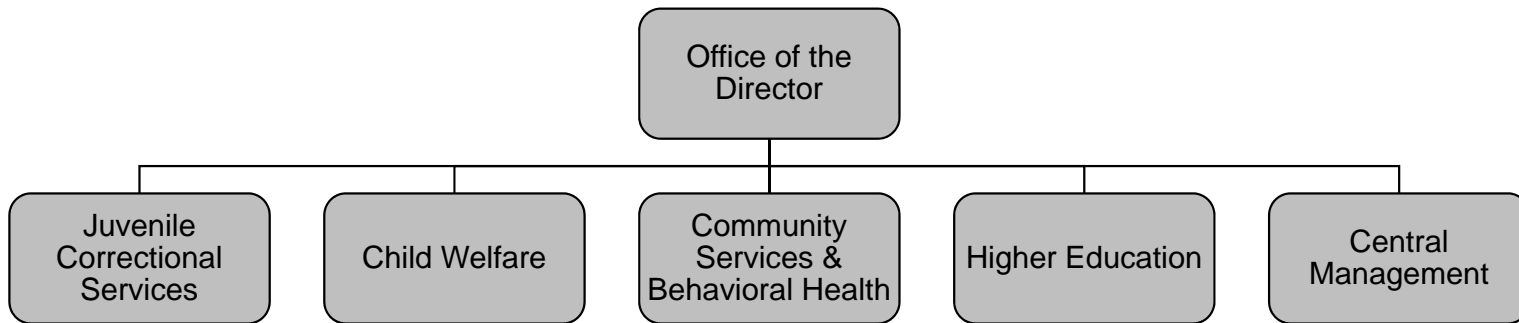 Office of the
Director
Juvenile
Correctional
Services
Child Welfare
Community
Services &
Behavioral Health
Higher Education
Central
Management